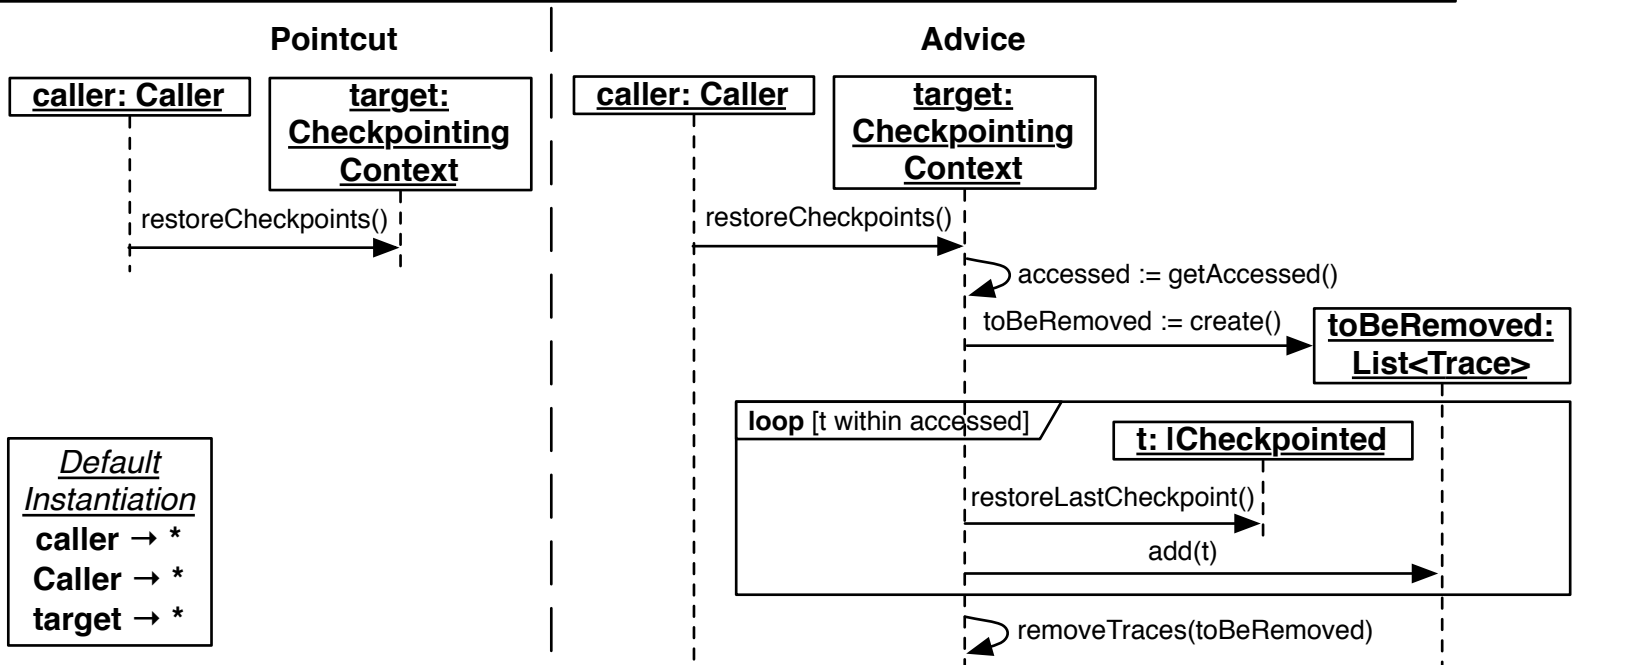 Pointcut
Advice
caller: Caller
target:
Checkpointing
Context
caller: Caller
target:
Checkpointing
Context
restoreCheckpoints()
restoreCheckpoints()
accessed := getAccessed()
toBeRemoved := create()
toBeRemoved:
List<Trace>
loop [t within accessed]
t: ICheckpointed
restoreLastCheckpoint()
add(t)
removeTraces(toBeRemoved)
Default
Instantiation
caller → *
Caller → *
target → *